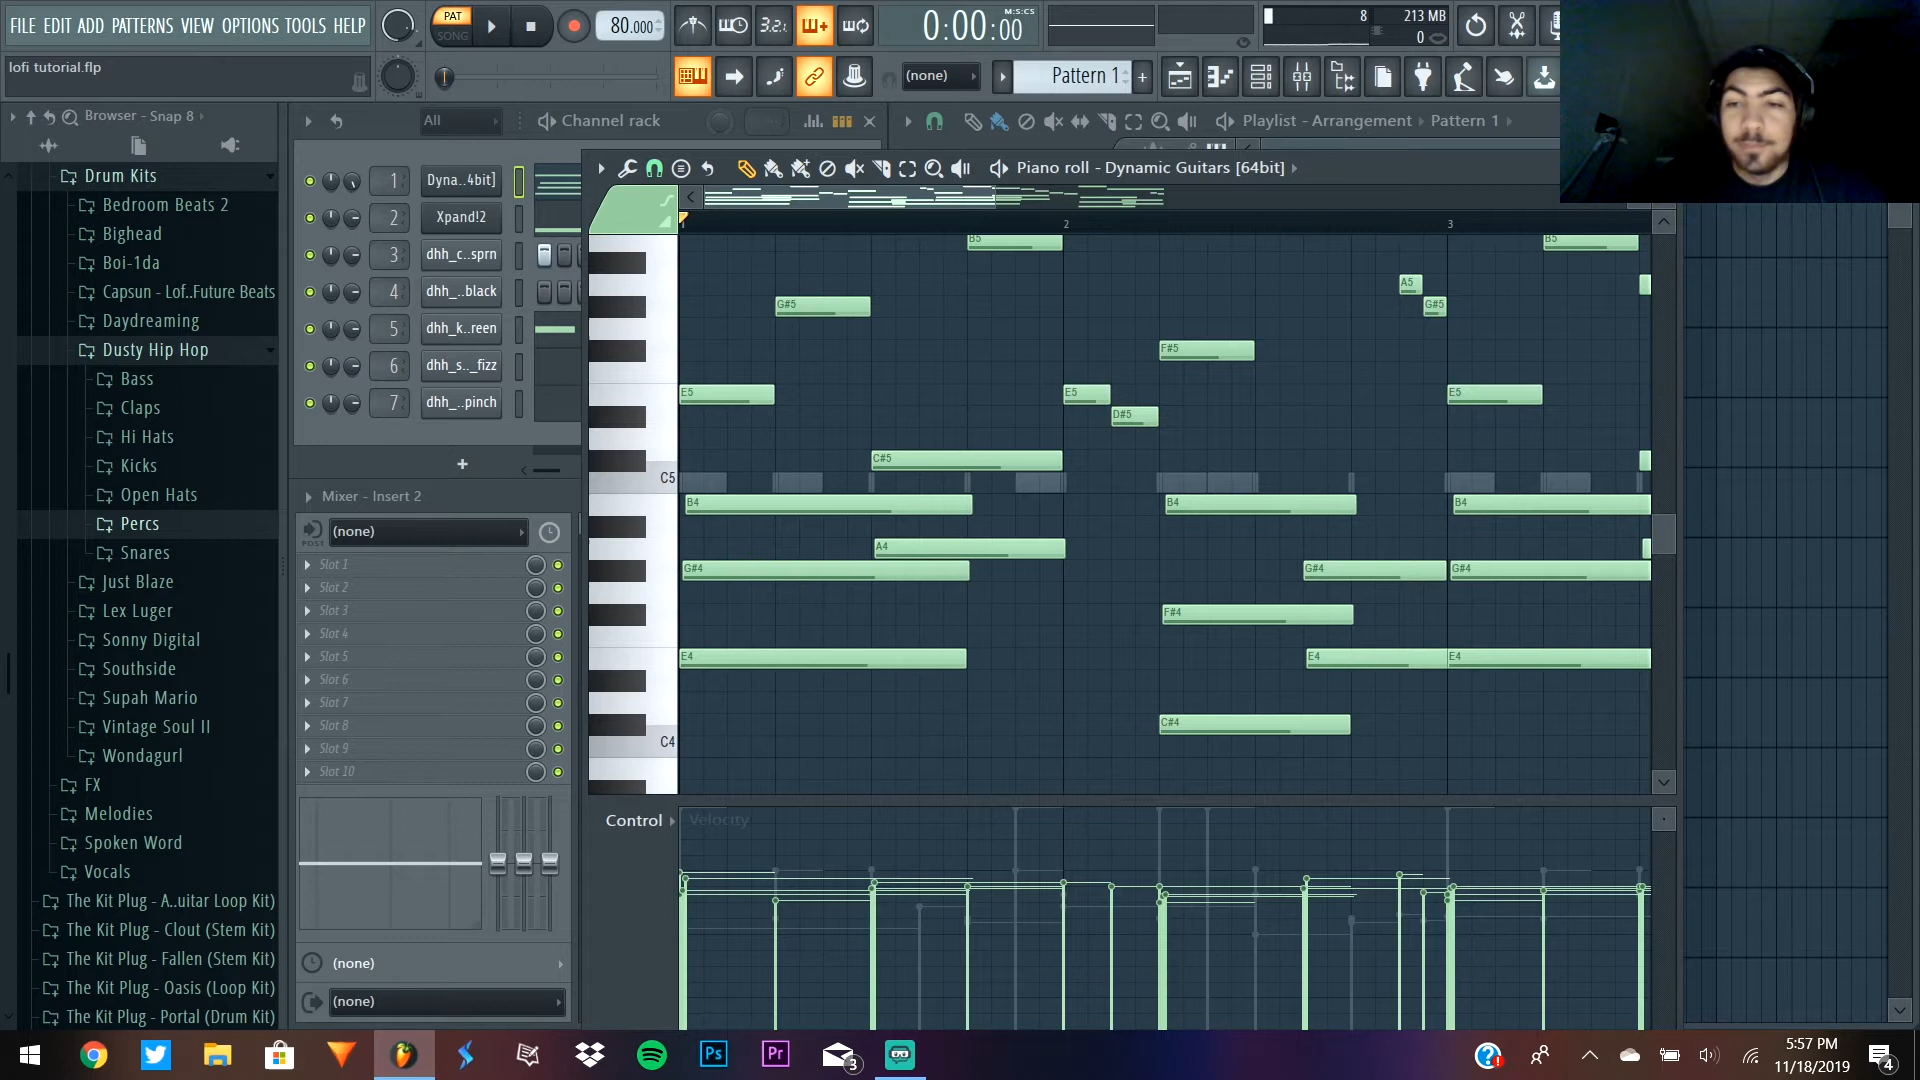 FILE EDIT ADD PATTERNS VIEW OPTIONS TOOLS HELP
PAT
SONG
80.000
3.2.1
0:00:00
M:S:CS
8
213 MB
0
lofi tutorial.flp
(none)
Pattern 1
Browser - Snap 8
All
Channel rack
Playlist - Arrangement
Pattern 1
Drum Kits
Bedroom Beats 2
Bighead
Boi-1da
Capsun - Lof..Future Beats
Daydreaming
Dusty Hip Hop
Bass
Claps
Hi Hats
Kicks
Open Hats
Percs
Snares
Just Blaze
Lex Luger
Sonny Digital
Southside
Supah Mario
Vintage Soul II
Wondagurl
FX
Melodies
Spoken Word
Vocals
The Kit Plug - A..uitar Loop Kit)
The Kit Plug - Clout (Stem Kit)
The Kit Plug - Fallen (Stem Kit)
The Kit Plug - Oasis (Loop Kit)
The Kit Plug - Portal (Drum Kit)
1 Dyna..4bit]
2 Xpand!2
3 dhh_c..sprn
4 dhh_..black
5 dhh_k..reen
6 dhh_s.._fizz
7 dhh_..pinch
Mixer - Insert 2
POST
(none)
Slot 1
Slot 2
Slot 3
Slot 4
Slot 5
Slot 6
Slot 7
Slot 8
Slot 9
Slot 10
(none)
(none)
Piano roll - Dynamic Guitars [64bit]
2
3
B5
B5
A5
G#5
G#5
F#5
E5
E5
E5
D#5
C#5
C5
B4
B4
B4
A4
G#4
G#4
G#4
F#4
E4
E4
E4
C#4
C4
Control
Velocity
Ps
Pr
3
5:57 PM
11/18/2019
4